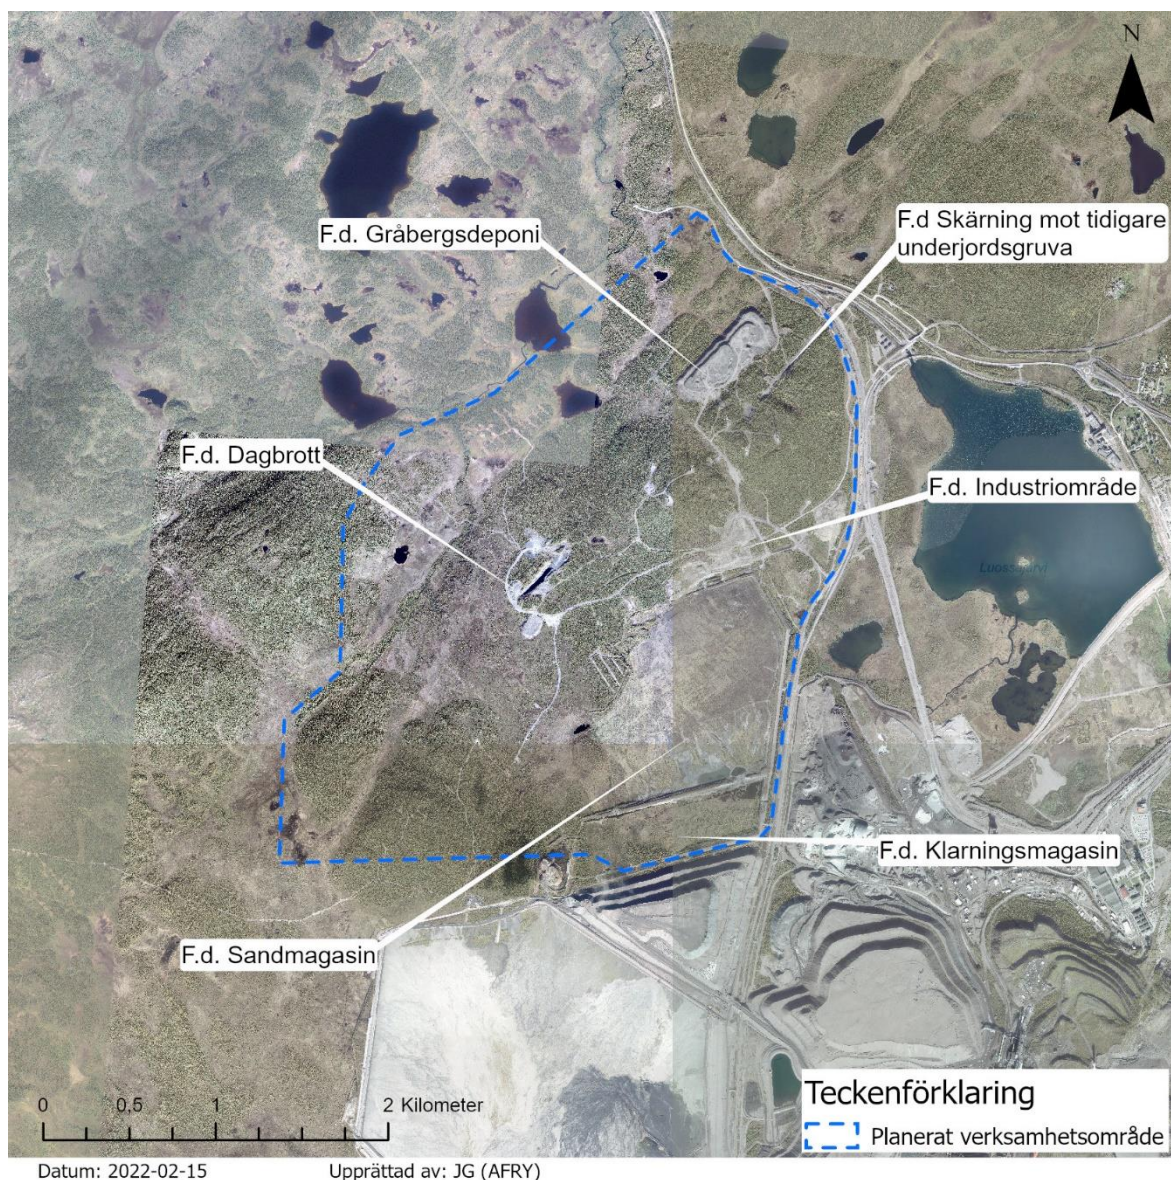 N
F.d. Gråbergsdeponi
F.d Skärning mot tidigare
underjordsgruva
F.d. Dagbrott
F.d. Industriområde
Luossajärvi
F.d. Klarningsmagasin
F.d. Sandmagasin
0 0,5 1 2 Kilometer
Teckenförklaring
Planerat verksamhetsområde
Datum: 2022-02-15 Upprättad av: JG (AFRY)